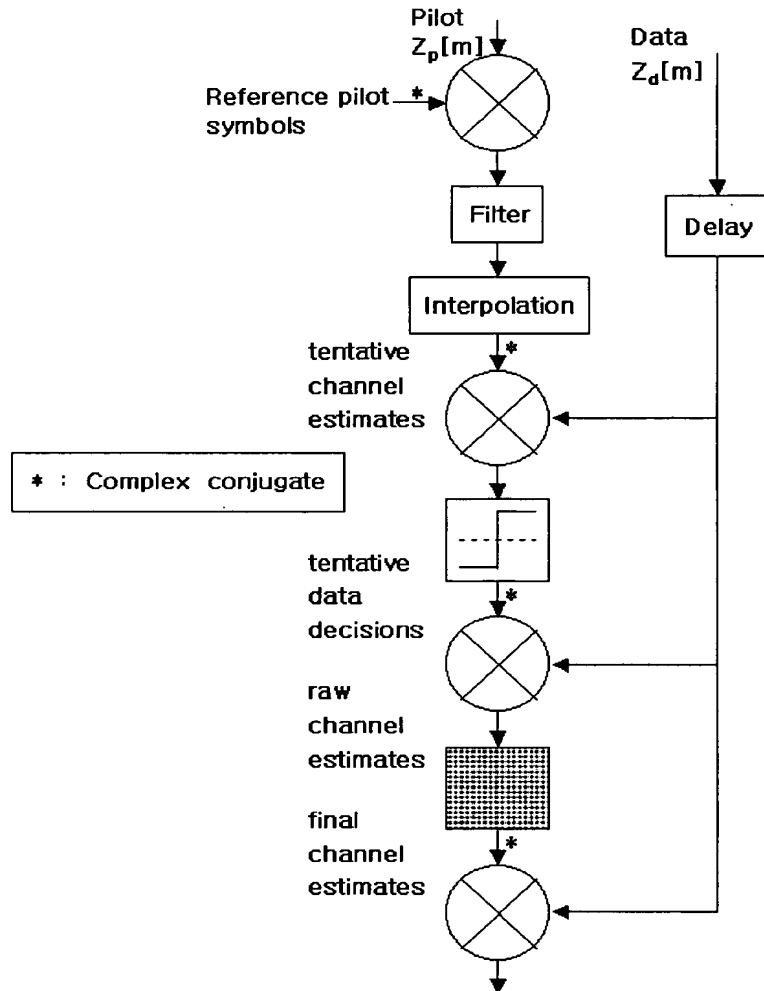 Pilot
Zp[m]
Data
Zd[m]
*
Reference pilot
symbols
Filter
Delay
Interpolation
*
tentative
channel
estimates
* : Complex conjugate
tentative
data
decisions
*
raw
channel
estimates
final
channel
estimates
*